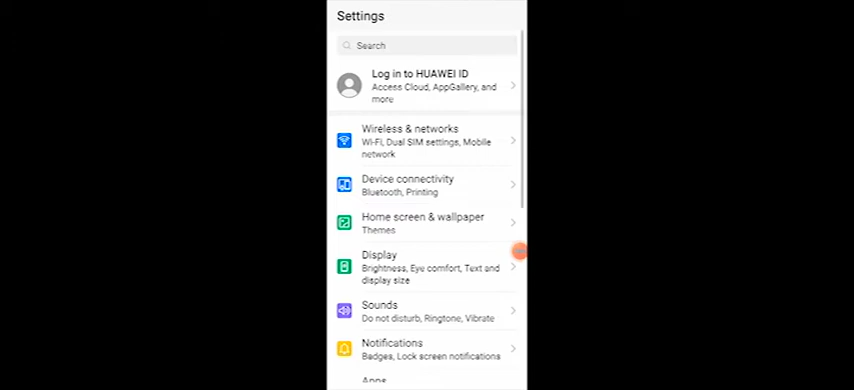 Settings
Search
Log in to HUAWEI ID
Access Cloud, AppGallery, and
more
Wireless & networks
Wi-Fi, Dual SIM settings, Mobile
network
Device connectivity
Bluetooth, Printing
Home screen & wallpaper
Themes
Display
Brightness, Eye comfort, Text and
display size
Sounds
Do not disturb, Ringtone, Vibrate
Notifications
Badges, Lock screen notifications
Apps